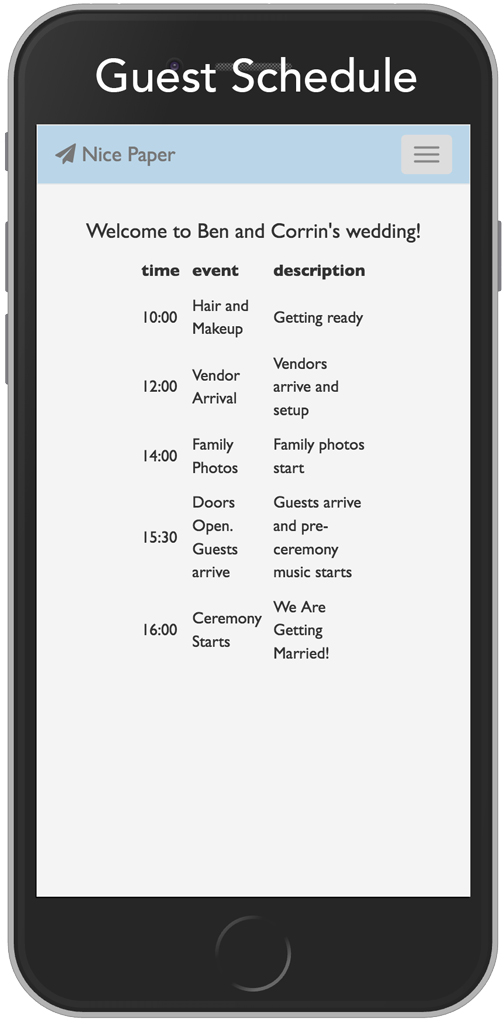 Guest Schedule
Nice Paper
Welcome to Ben and Corrin's wedding!
time event description
10:00 Hair and Makeup Getting ready
12:00 Vendor Arrival Vendors arrive and setup
14:00 Family Photos Family photos start
15:30 Doors Open. Guests arrive Guests arrive and pre-ceremony music starts
16:00 Ceremony Starts We Are Getting Married!